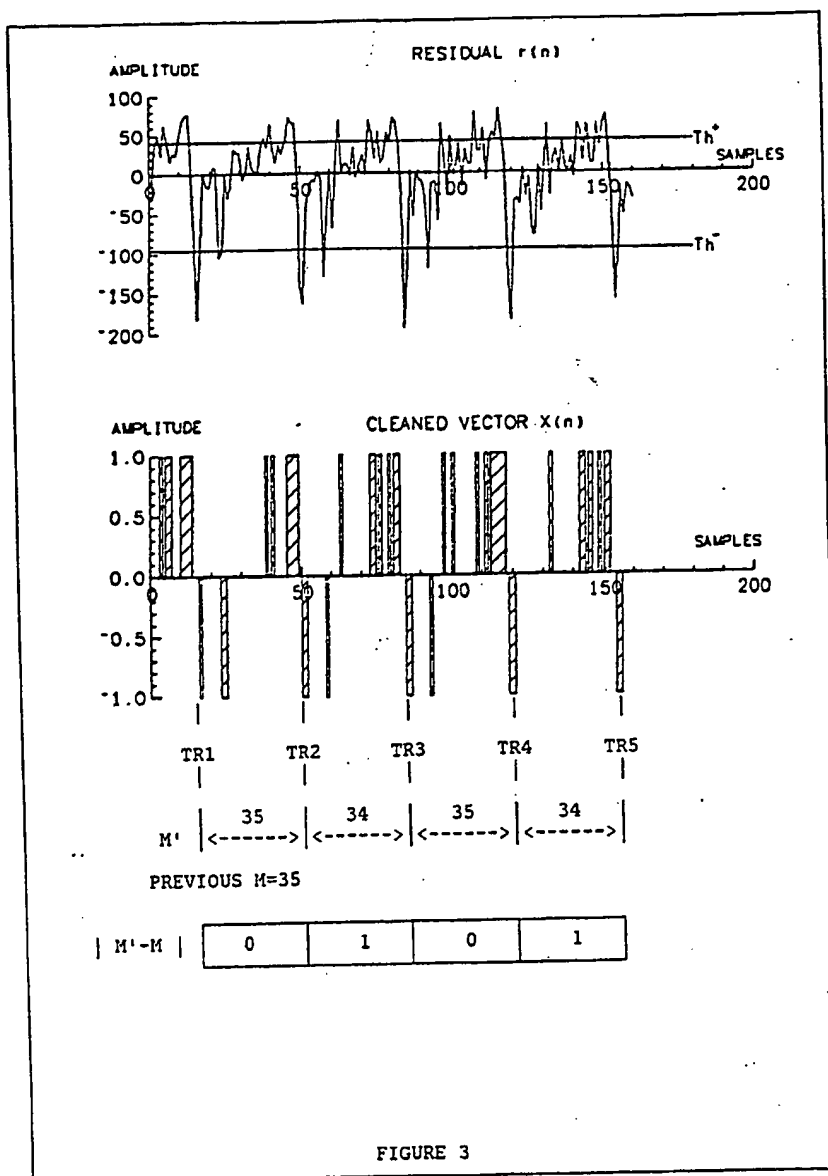 RESIDUAL r(n)
AMPLITUDE
100
50
0
-50
-100
-150
-200
Th+
SAMPLES
0 50 100 150 200
Th-
CLEANED VECTOR X(n)
AMPLITUDE
1.0
0.5
0.0
-0.5
-1.0
SAMPLES
0 50 100 150 200
TR1 TR2 TR3 TR4 TR5
M' 35 34 35 34
PREVIOUS M=35
| M'-M | 0 1 0 1
FIGURE 3